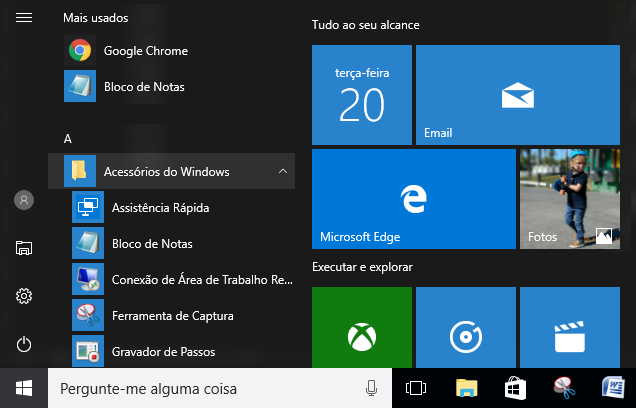 Mais usados
Google Chrome
Bloco de Notas
A
Acessórios do Windows
Assistência Rápida
Bloco de Notas
Conexão de Área de Trabalho Re...
Ferramenta de Captura
Gravador de Passos
Tudo ao seu alcance
terça-feira
20
Email
Microsoft Edge
Fotos
Executar e explorar
Pergunte-me alguma coisa